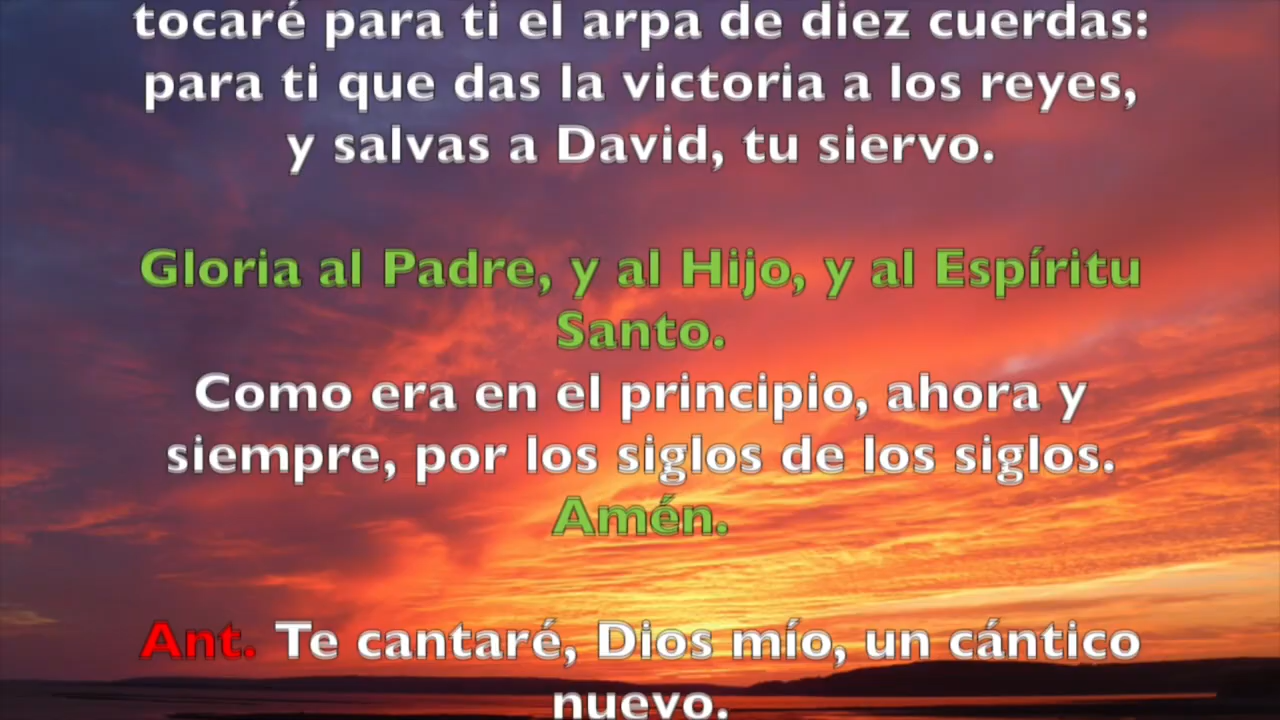 tocaré para ti el arpa de diez cuerdas:
para ti que das la victoria a los reyes,
y salvas a David, tu siervo.
Gloria al Padre, y al Hijo, y al Espíritu
Santo.
Como era en el principio, ahora y
siempre, por los siglos de los siglos.
Amén.
Ant. Te cantaré, Dios mío, un cántico
nuevo.